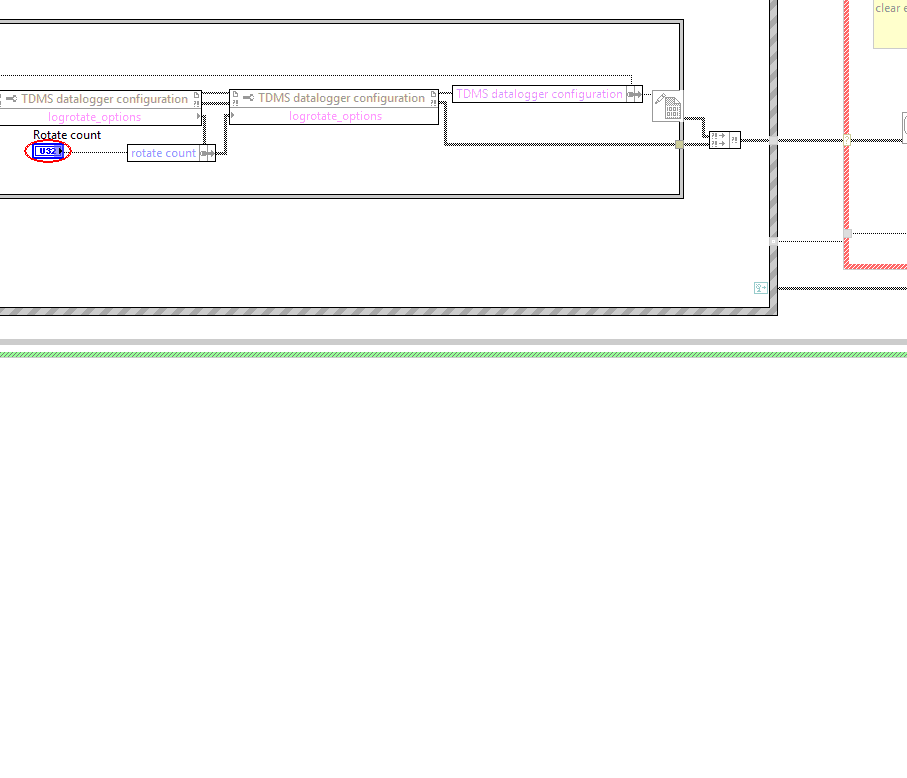 clear e
TDMS datalogger configuration
TDMS datalogger configuration
TDMS datalogger configuration
logrotate_options
logrotate_options
Rotate count
U32
rotate count